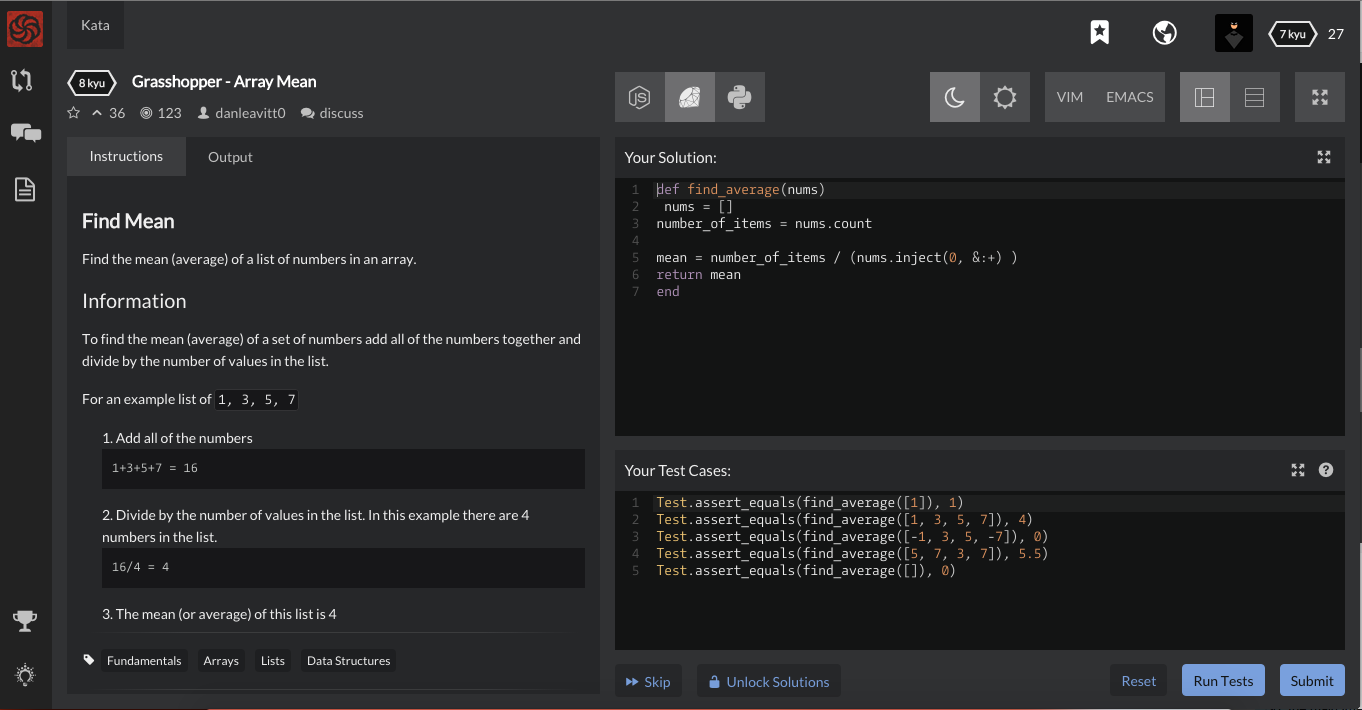 Kata
7 kyu 27
8 kyu Grasshopper - Array Mean
36 123 danleavitt0 discuss
VIM EMACS
Instructions Output
Find Mean
Find the mean (average) of a list of numbers in an array.
Information
To find the mean (average) of a set of numbers add all of the numbers together and
divide by the number of values in the list.
For an example list of 1, 3, 5, 7
1. Add all of the numbers
1+3+5+7 = 16
2. Divide by the number of values in the list. In this example there are 4
numbers in the list.
16/4 = 4
3. The mean (or average) of this list is 4
Fundamentals Arrays Lists Data Structures
Your Solution:
1 def find_average(nums)
2  nums = []
3 number_of_items = nums.count
4
5 mean = number_of_items / (nums.inject(0, &:+) )
6 return mean
7 end
Your Test Cases:
1 Test.assert_equals(find_average([1]), 1)
2 Test.assert_equals(find_average([1, 3, 5, 7]), 4)
3 Test.assert_equals(find_average([-1, 3, 5, -7]), 0)
4 Test.assert_equals(find_average([5, 7, 3, 7]), 5.5)
5 Test.assert_equals(find_average([]), 0)
Skip Unlock Solutions Reset Run Tests Submit